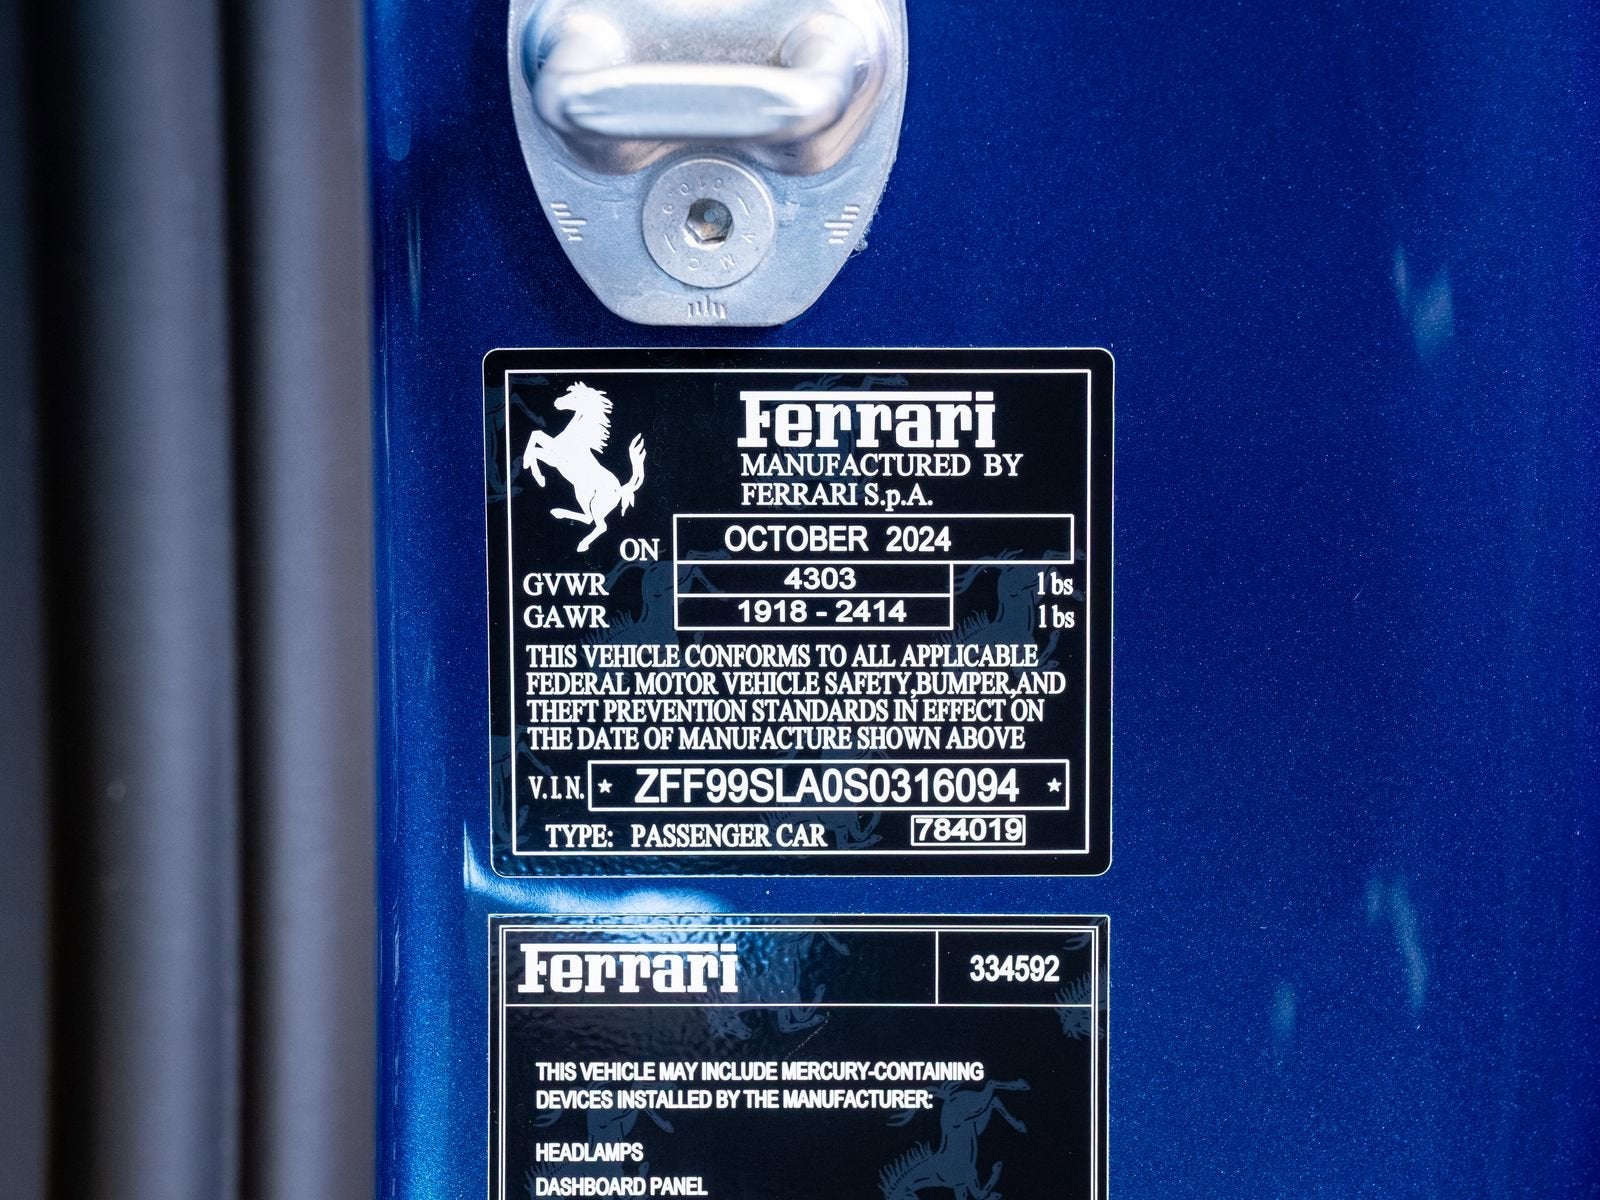 Ferrari
MANUFACTURED BY
FERRARI S.p.A.
ON OCTOBER 2024
GVWR 4303 lbs
GAWR 1918 - 2414 lbs
THIS VEHICLE CONFORMS TO ALL APPLICABLE
FEDERAL MOTOR VEHICLE SAFETY,BUMPER,AND
THEFT PREVENTION STANDARDS IN EFFECT ON
THE DATE OF MANUFACTURE SHOWN ABOVE
V.I.N. * ZFF99SLA0S0316094 *
TYPE: PASSENGER CAR 784019
Ferrari 334592
THIS VEHICLE MAY INCLUDE MERCURY-CONTAINING
DEVICES INSTALLED BY THE MANUFACTURER:
HEADLAMPS
DASHBOARD PANEL